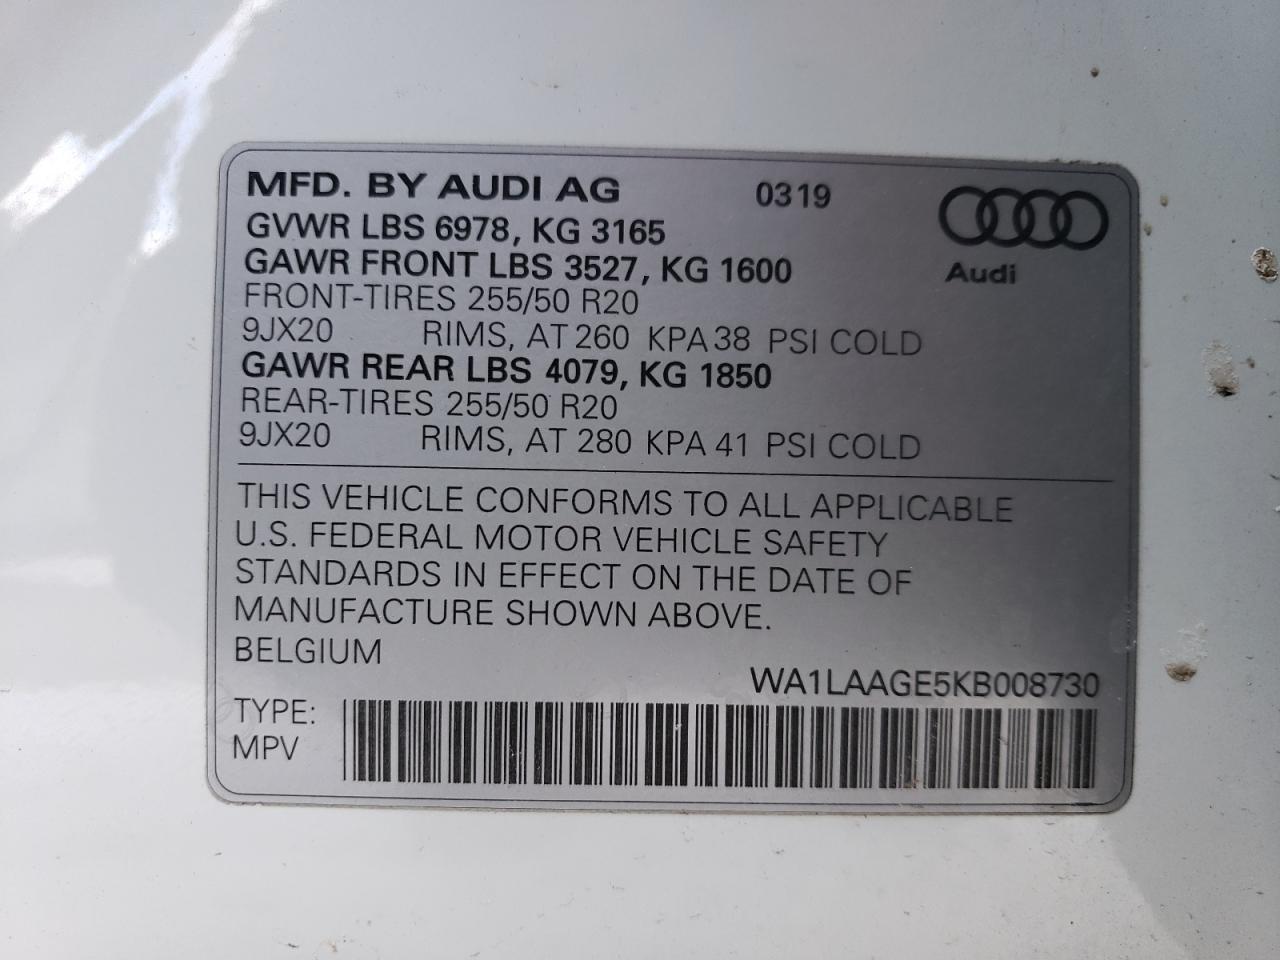 MFD. BY AUDI AG 0319
GVWR LBS 6978, KG 3165
GAWR FRONT LBS 3527, KG 1600
Audi
FRONT-TIRES 255/50 R20
9JX20 RIMS, AT 260 KPA 38 PSI COLD
GAWR REAR LBS 4079, KG 1850
REAR-TIRES 255/50 R20
9JX20 RIMS, AT 280 KPA 41 PSI COLD
THIS VEHICLE CONFORMS TO ALL APPLICABLE
U.S. FEDERAL MOTOR VEHICLE SAFETY
STANDARDS IN EFFECT ON THE DATE OF
MANUFACTURE SHOWN ABOVE.
BELGIUM
WA1LAAGE5KB008730
TYPE:
MPV